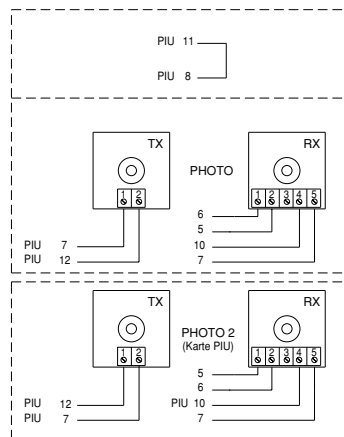 PIU 11
PIU 8
TX
RX
PHOTO
1 2
1 2 3 4 5
6
5
PIU 7
10
PIU 12
7
TX
RX
PHOTO 2
(Karte PIU)
1 2
1 2 3 4 5
5
6
PIU 12
PIU 10
PIU 7
7